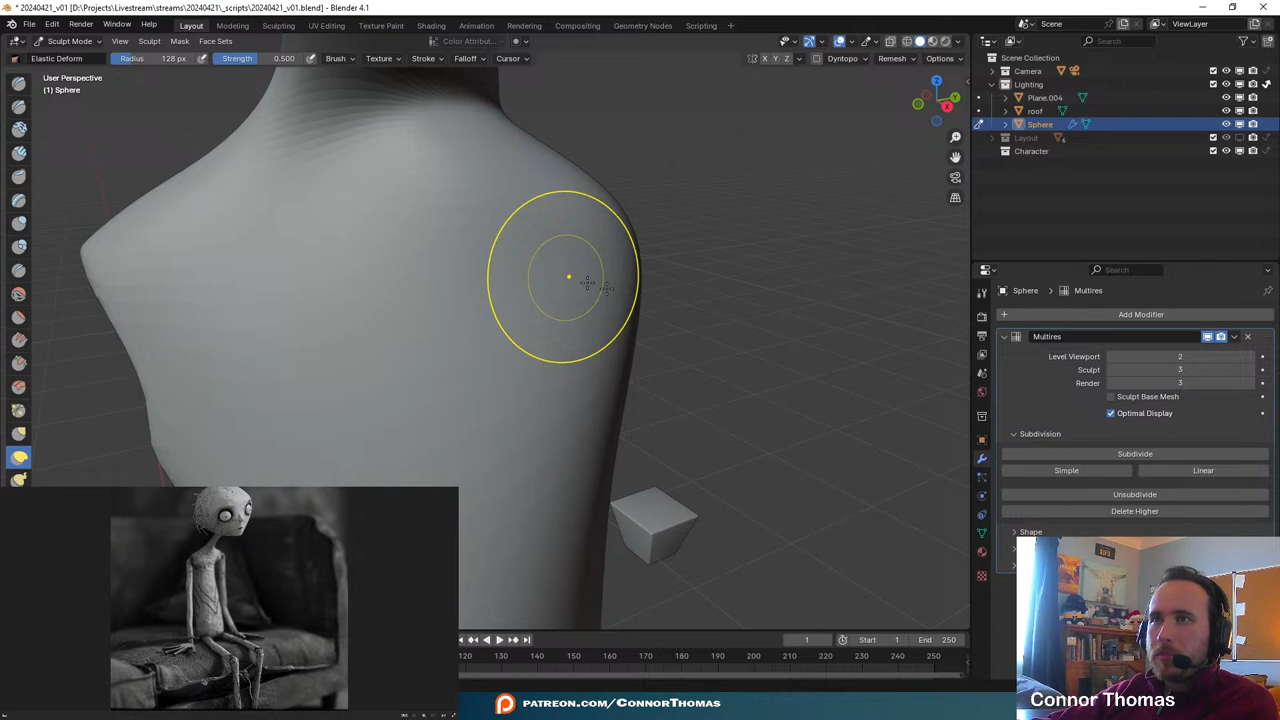 * 20240421_v01 [D:\Projects\Livestream\streams\20240421\_scripts\20240421_v01.blend] - Blender 4.1
File Edit Render Window Help Layout Modeling Sculpting UV Editing Texture Paint Shading Animation Rendering Compositing Geometry Nodes Scripting Scene ViewLayer
Sculpt Mode View Sculpt Mask Face Sets Color Attribut... Search
Elastic Deform Radius 128 px Strength 0.500 Brush Texture Stroke Falloff Cursor X Y Z Dyntopo Remesh Options
User Perspective
(1) Sphere
Scene Collection
Camera
Lighting
Plane.004
roof
Sphere
Layout
Character
Search
Sphere Multires
Add Modifier
Multires
Level Viewport 2
Sculpt 3
Render 3
Sculpt Base Mesh
Optimal Display
Subdivision
Subdivide
Simple Linear
Unsubdivide
Delete Higher
Shape
1 Start 1 End 250
120 130 140 150 160 170 180 190 200 210 220 230 240 250
PATREON.COM/CONNORTHOMAS
Connor Thomas